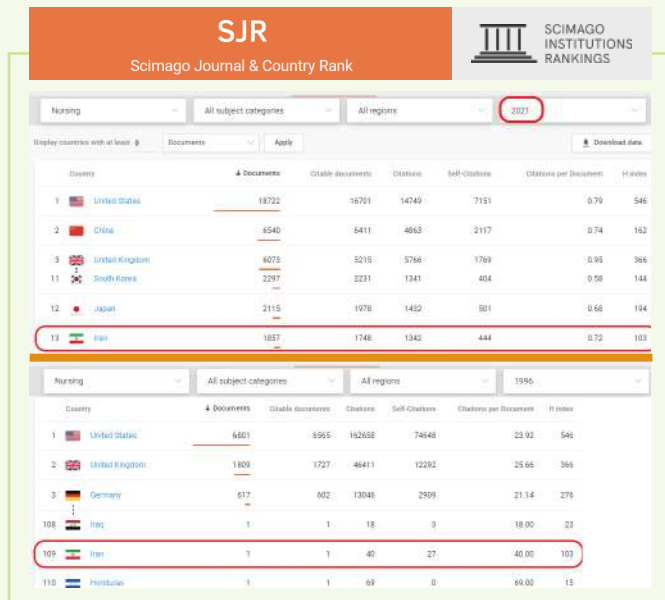 SJR
Scimago Journal & Country Rank
SCIMAGO
INSTITUTIONS
RANKINGS
Nursing All subject categories All regions 2021
Display countries with at least 0 Documents Apply Download data
Country Documents Citable documents Citations Self-Citations Citations per Document H index
1 United States 18722 16701 14749 7151 0.79 546
2 China 6540 6411 4863 2117 0.74 162
3 United Kingdom 6073 5215 5766 1769 0.95 366
11 South Korea 2297 2231 1341 404 0.58 144
12 Japan 2115 1978 1432 501 0.68 194
13 Iran 1857 1748 1342 444 0.72 103
Nursing All subject categories All regions 1996
Country Documents Citable documents Citations Self-Citations Citations per Document H index
1 United States 6801 6565 162658 74648 23.92 546
2 United Kingdom 1809 1727 46411 12292 25.66 366
3 Germany 617 602 13046 2909 21.14 276
108 Iraq 1 1 18 0 18.00 23
109 Iran 1 1 40 27 40.00 103
110 Honduras 1 1 69 0 69.00 15